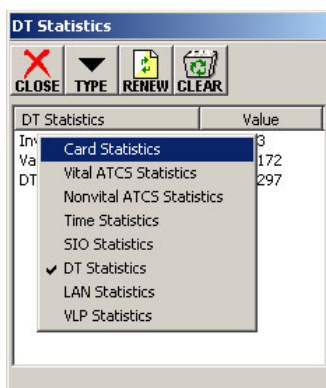 DT Statistics
CLOSE TYPE RENEW CLEAR
DT Statistics Value
3
172
DT 297
Card Statistics
Vital ATCS Statistics
Nonvital ATCS Statistics
Time Statistics
SIO Statistics
✔ DT Statistics
LAN Statistics
VLP Statistics